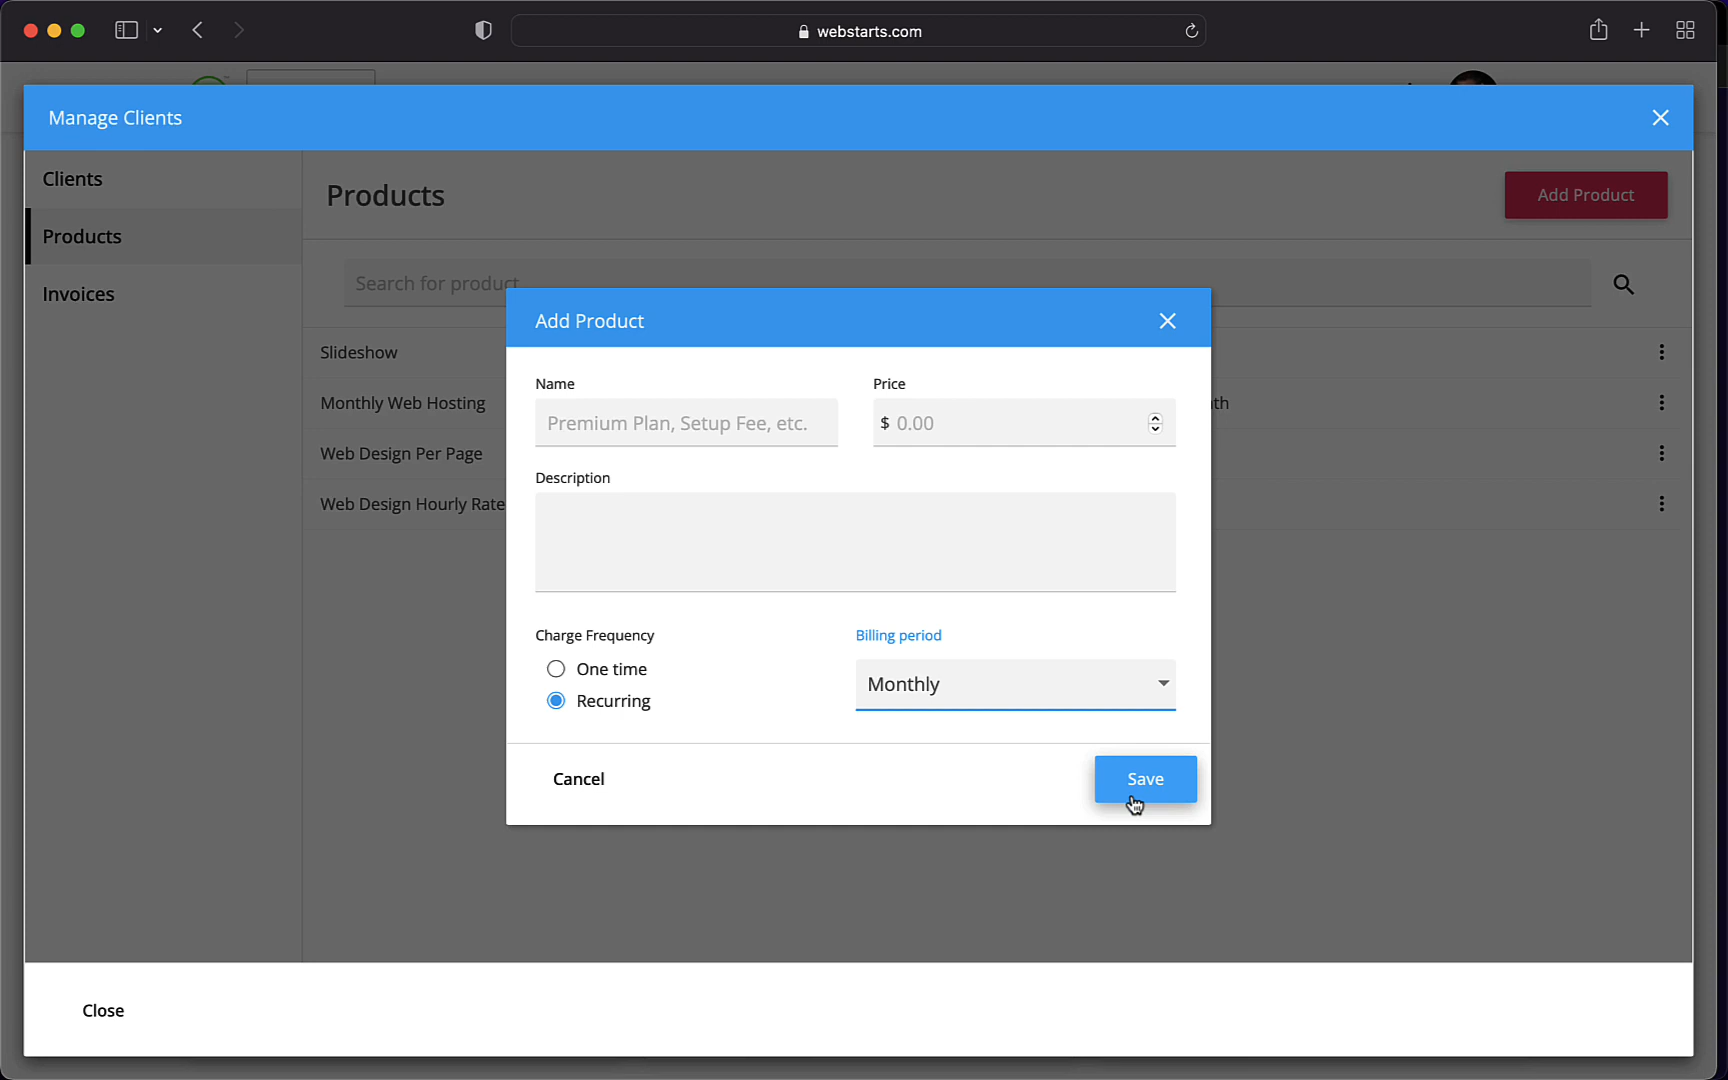 webstarts.com
Manage Clients
Clients
Products
Invoices
Products
Add Product
Search for product
Slideshow
Monthly Web Hosting
Web Design Per Page
Web Design Hourly Rate
Add Product
Name
Premium Plan, Setup Fee, etc.
Price
$ 0.00
Description
Charge Frequency
One time
Recurring
Billing period
Monthly
Cancel
Save
Close